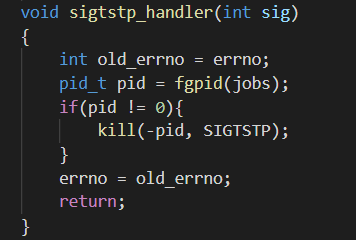 void sigtstp_handler(int sig)
{
    int old_errno = errno;
    pid_t pid = fgpid(jobs);
    if(pid != 0){
        kill(-pid, SIGTSTP);
    }
    errno = old_errno;
    return;
}